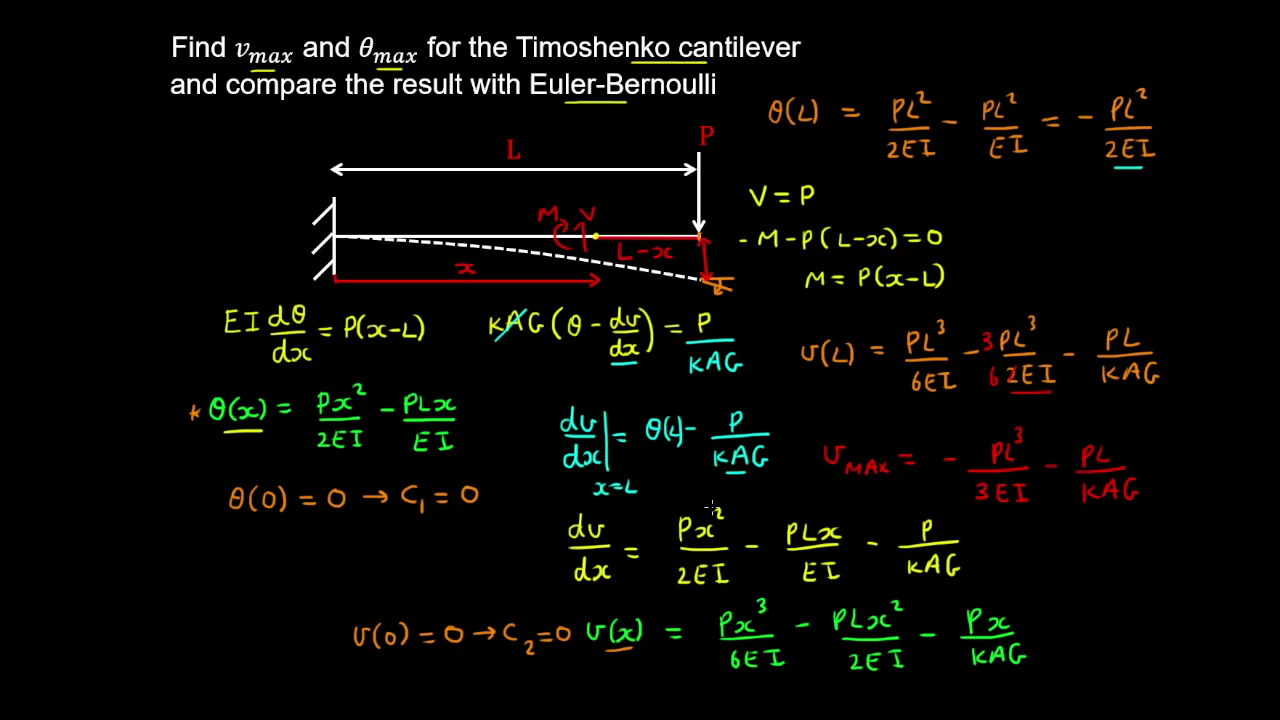 Find v_max and θ_max for the Timoshenko cantilever
and compare the result with Euler-Bernoulli
θ(L) = PL²/2EI - PL²/EI = - PL²/2EI
L
P
V = P
M V
- M - P(L-x) = 0
L-x
x
M = P(x-L)
EI dθ/dx = P(x-L)
KAG(θ - dv/dx) = P/KAG
v(L) = PL³/6EI - 3PL³/6 2EI - PL/KAG
* θ(x) = Px²/2EI - PLx/EI
dv/dx|x=L = θ(L) - P/KAG
v_MAX = - PL³/3EI - PL/KAG
θ(0) = 0 → C₁ = 0
dv/dx = Px²/2EI - PLx/EI - P/KAG
v(0) = 0 → C₂ = 0 v(x) = Px³/6EI - PLx²/2EI - Px/KAG